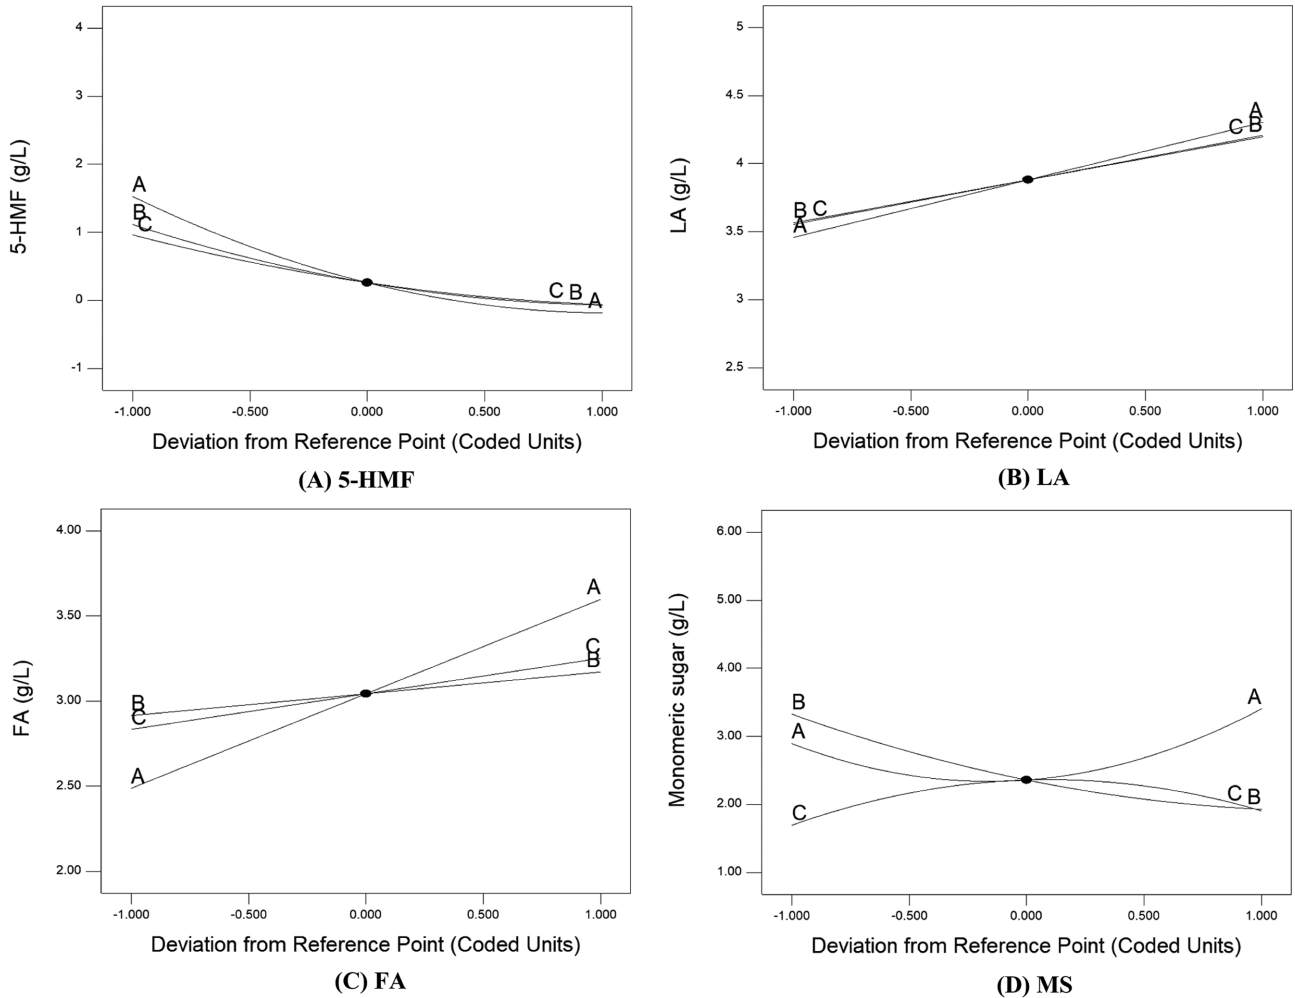 4
3
2
1
0
-1
5-HMF (g/L)
A
B
C
C B A
-1.000 -0.500 0.000 0.500 1.000
Deviation from Reference Point (Coded Units)
(A) 5-HMF
5
4.5
4
3.5
3
2.5
LA (g/L)
A
C B
B C
A
-1.000 -0.500 0.000 0.500 1.000
Deviation from Reference Point (Coded Units)
(B) LA
4.00
3.50
3.00
2.50
2.00
FA (g/L)
A
C
B
B
C
A
-1.000 -0.500 0.000 0.500 1.000
Deviation from Reference Point (Coded Units)
(C) FA
6.00
5.00
4.00
3.00
2.00
1.00
Monomeric sugar (g/L)
B
A
A
C
C B
-1.000 -0.500 0.000 0.500 1.000
Deviation from Reference Point (Coded Units)
(D) MS